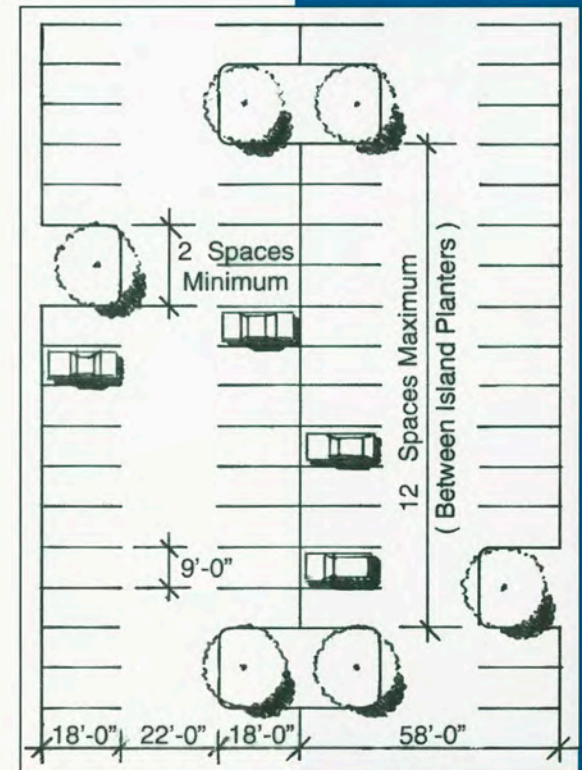 2 Spaces
Minimum
12 Spaces Maximum
( Between Island Planters )
9'-0"
18'-0" 22'-0" 18'-0" 58'-0"